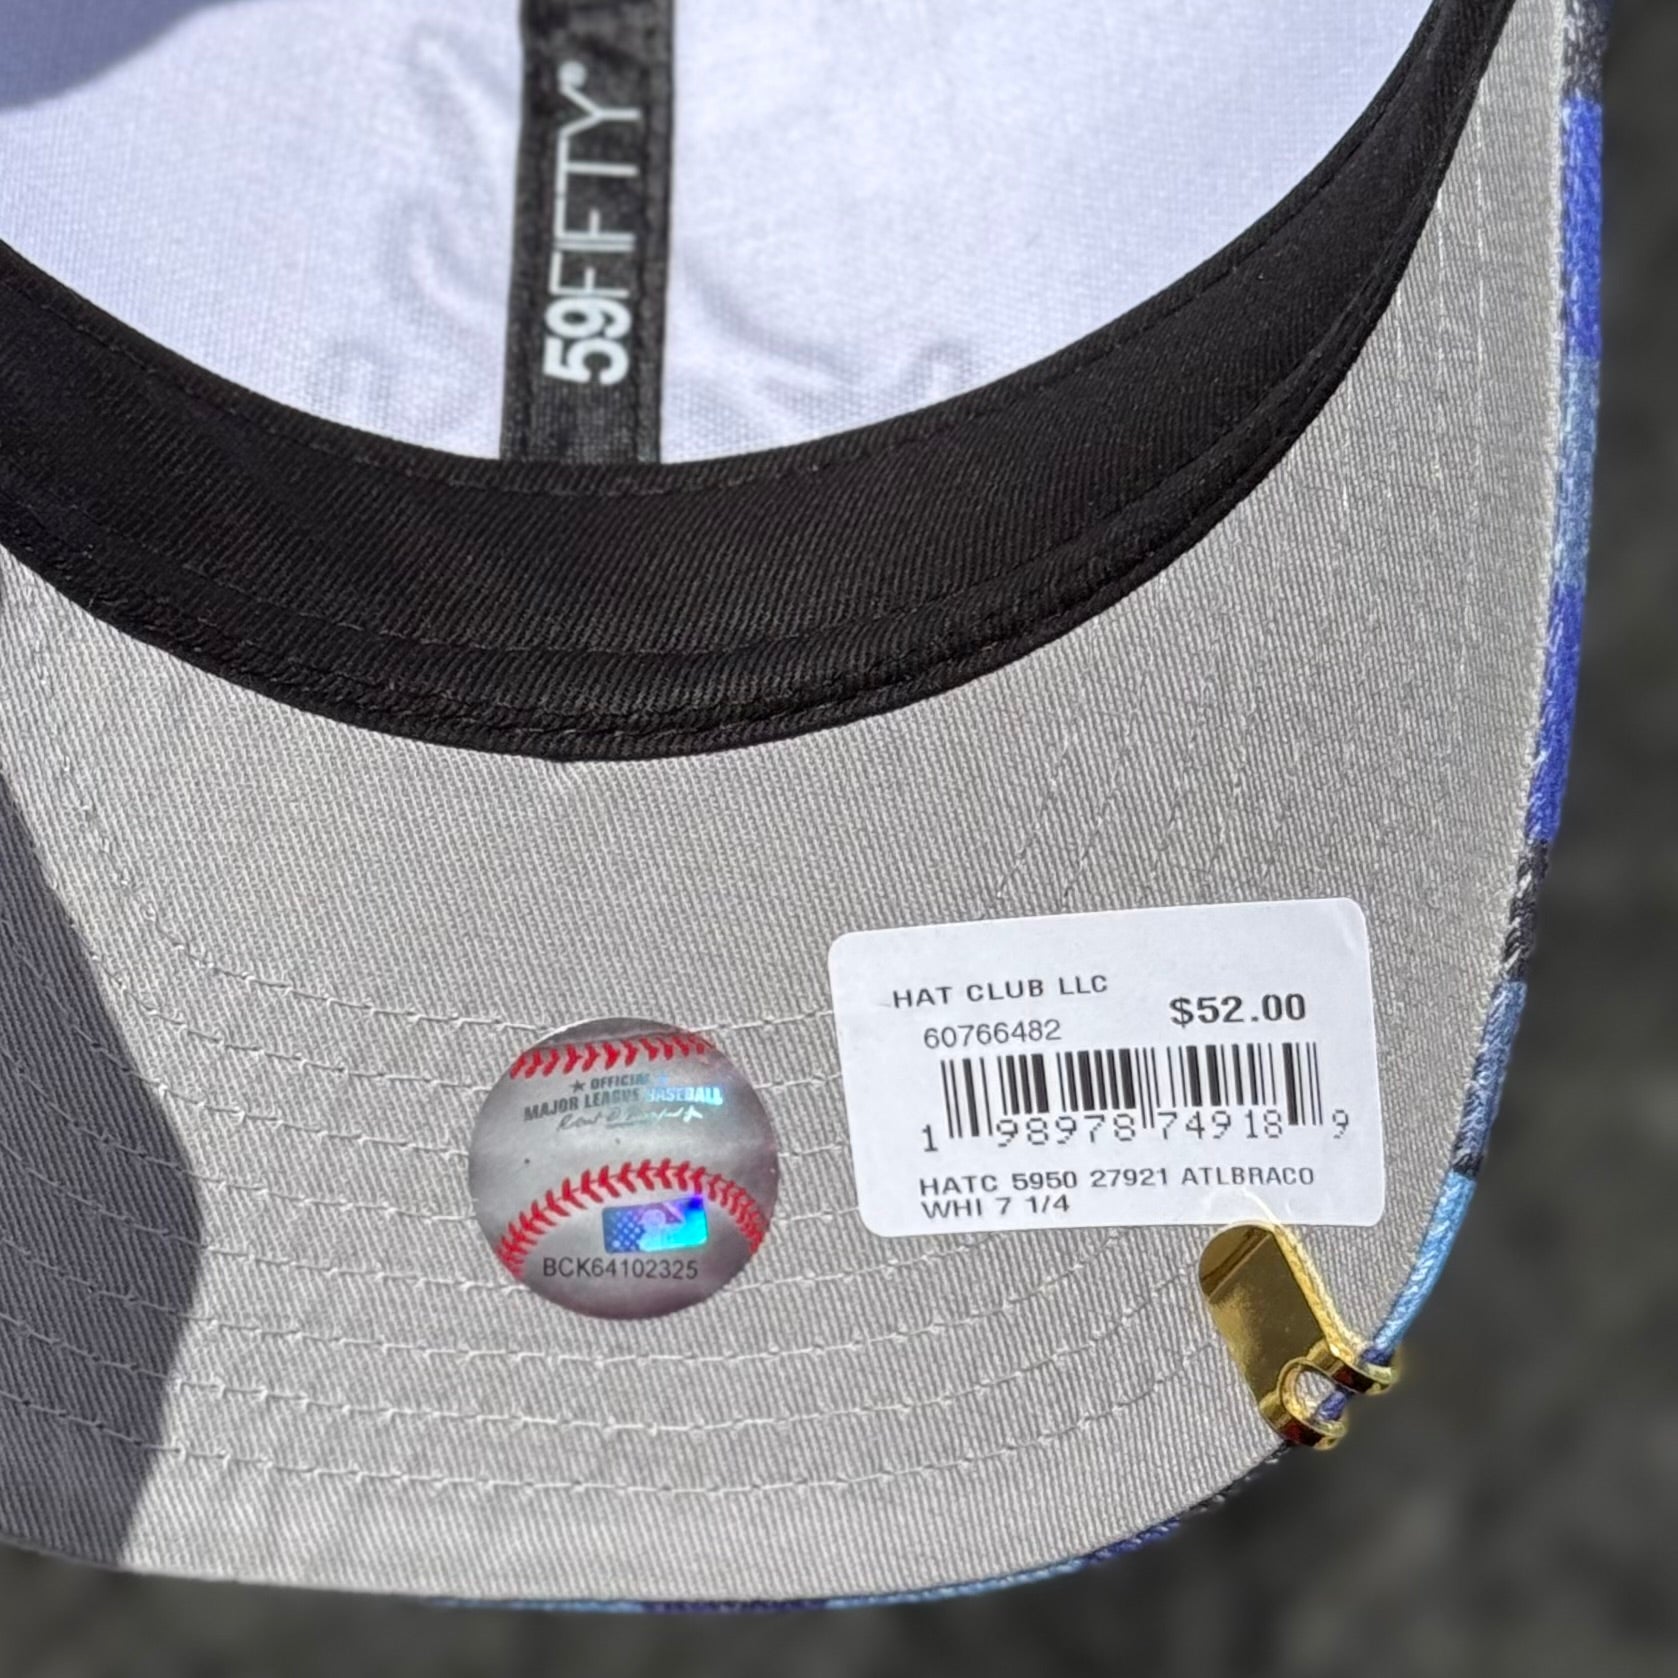 59FIFTY®
HAT CLUB LLC
$52.00
60766482
1 98978 74918 9
HATC 5950 27921 ATLBRACO
WHI 7 1/4
OFFICIAL
MAJOR LEAGUE BASEBALL
BCK64102325